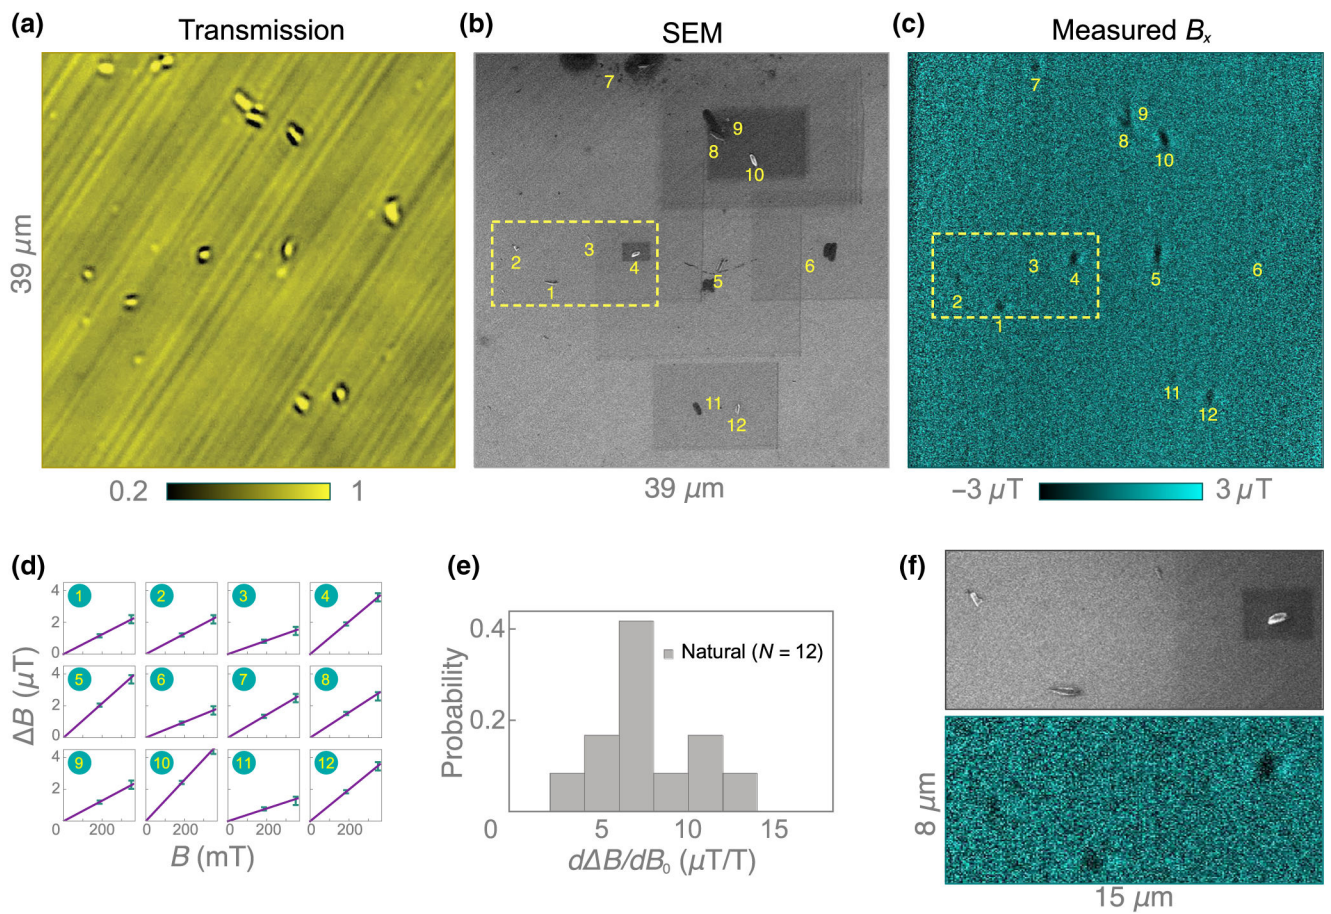 (a) Transmission
(b) SEM
(c) Measured Bₓ
39 µm
7
9
8
10
3
2
4
1
6
5
11
12
7
9
8
10
3
4
2
1
5
6
11
12
0.2 1
39 µm
−3 µT 3 µT
(d)
ΔB (µT)
4
2
0
1 2 3 4
4
2
0
5 6 7 8
4
2
9 10 11 12
0 200 0 200 0 200 0 200
B (mT)
(e)
Probability
0.4
0.2
Natural (N = 12)
0 5 10 15
dΔB/dB₀ (µT/T)
(f)
8 µm
15 µm